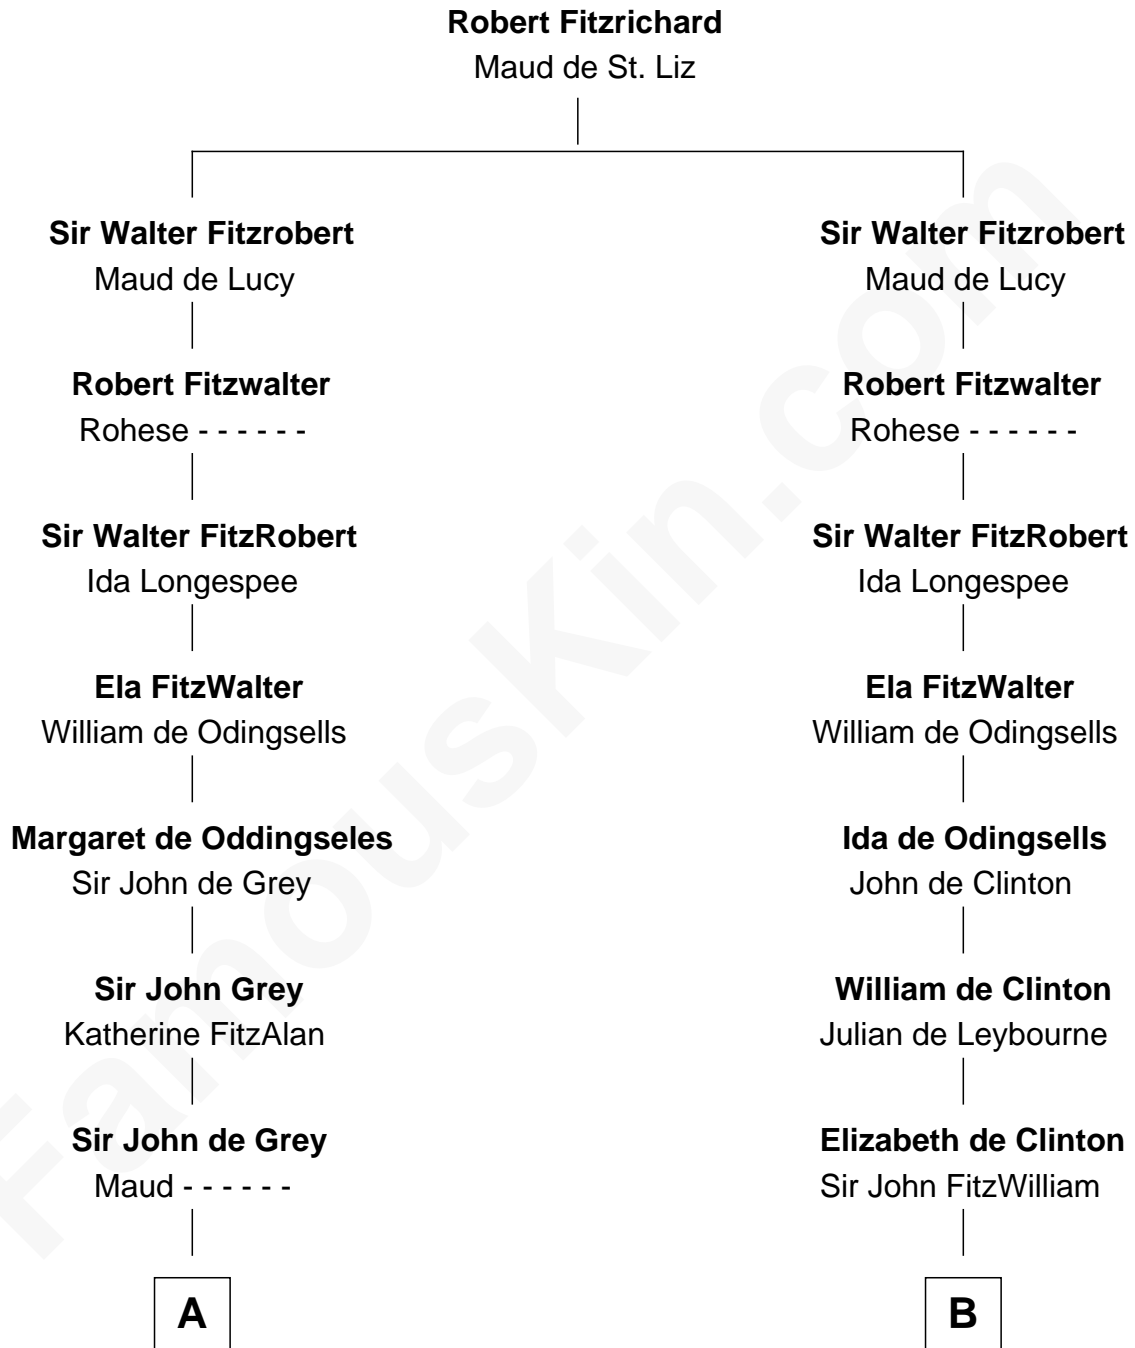 Robert Fitzrichard
Maud de St. Liz
Sir Walter Fitzrobert
Maud de Lucy
Robert Fitzwalter
Rohese - - - - - -
Sir Walter FitzRobert
Ida Longespee
Ela FitzWalter
William de Odingsells
Margaret de Oddingseles
Sir John de Grey
Sir John Grey
Katherine FitzAlan
Sir John de Grey
Maud - - - - - -
A
Sir Walter Fitzrobert
Maud de Lucy
Robert Fitzwalter
Rohese - - - - - -
Sir Walter FitzRobert
Ida Longespee
Ela FitzWalter
William de Odingsells
Ida de Odingsells
John de Clinton
William de Clinton
Julian de Leybourne
Elizabeth de Clinton
Sir John FitzWilliam
B
FamousKin.com